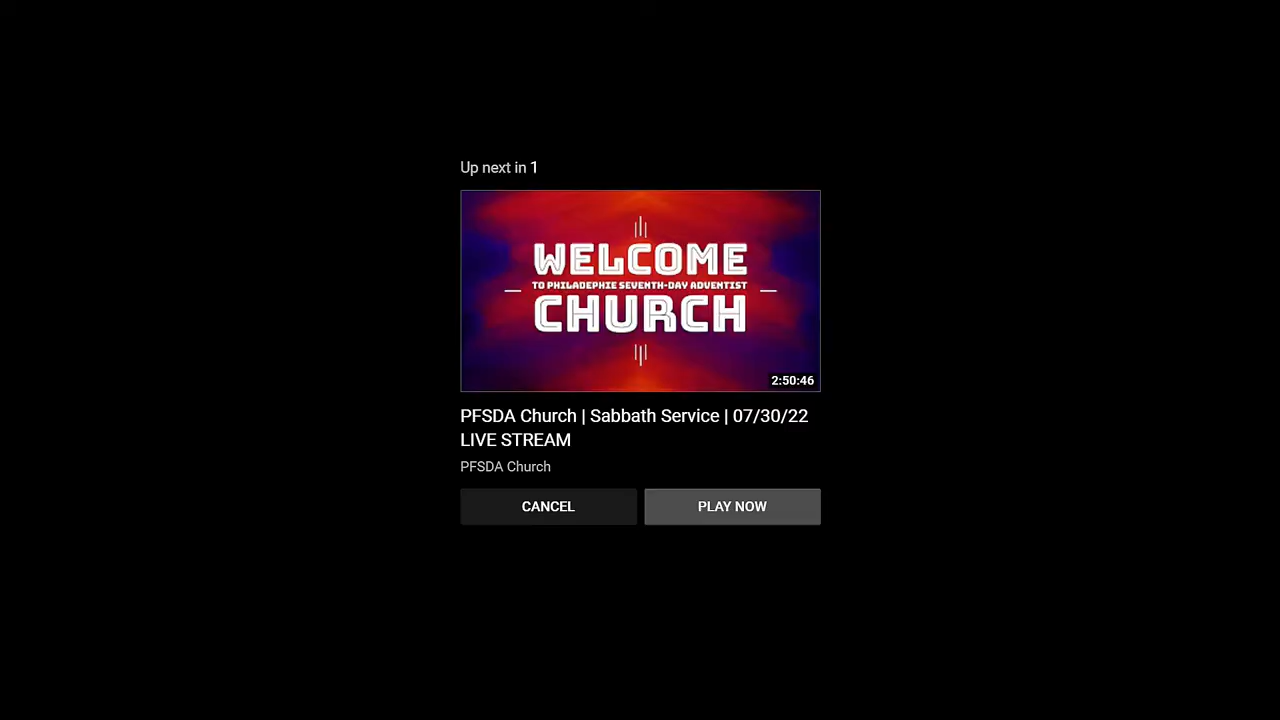 Up next in 1
WELCOME
TO PHILADEPHIE SEVENTH-DAY ADVENTIST
CHURCH
2:50:46
PFSDA Church | Sabbath Service | 07/30/22
LIVE STREAM
PFSDA Church
CANCEL PLAY NOW